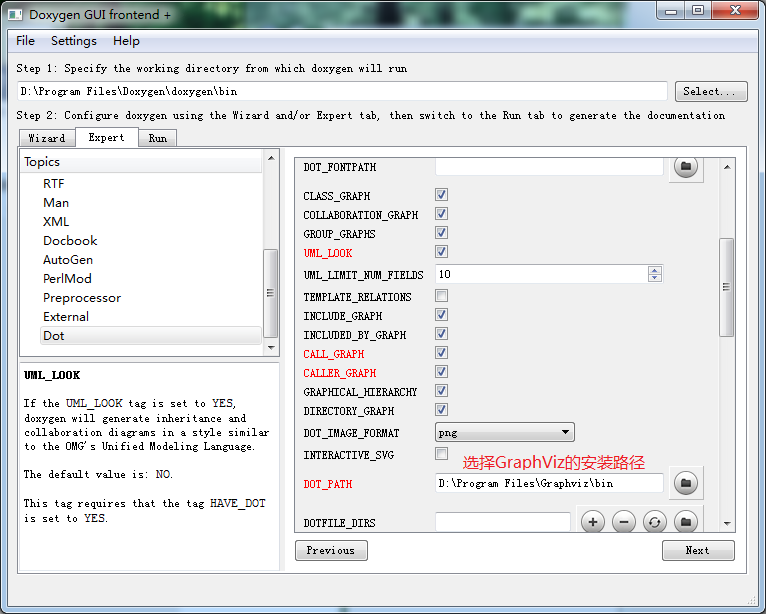 Doxygen GUI frontend +
File Settings Help
Step 1: Specify the working directory from which doxygen will run
D:\Program Files\Doxygen\doxygen\bin
Select...
Step 2: Configure doxygen using the Wizard and/or Expert tab, then switch to the Run tab to generate the documentation
Wizard Expert Run
Topics
RTF
Man
XML
Docbook
AutoGen
PerlMod
Preprocessor
External
Dot
UML_LOOK
If the UML_LOOK tag is set to YES,
doxygen will generate inheritance and
collaboration diagrams in a style similar
to the OMG's Unified Modeling Language.
The default value is: NO.
This tag requires that the tag HAVE_DOT
is set to YES.
DOT_FONTPATH
CLASS_GRAPH
COLLABORATION_GRAPH
GROUP_GRAPHS
UML_LOOK
UML_LIMIT_NUM_FIELDS 10
TEMPLATE_RELATIONS
INCLUDE_GRAPH
INCLUDED_BY_GRAPH
CALL_GRAPH
CALLER_GRAPH
GRAPHICAL_HIERARCHY
DIRECTORY_GRAPH
DOT_IMAGE_FORMAT png
INTERACTIVE_SVG
选择GraphViz的安装路径
DOT_PATH D:\Program Files\Graphviz\bin
DOTFILE_DIRS
Previous Next